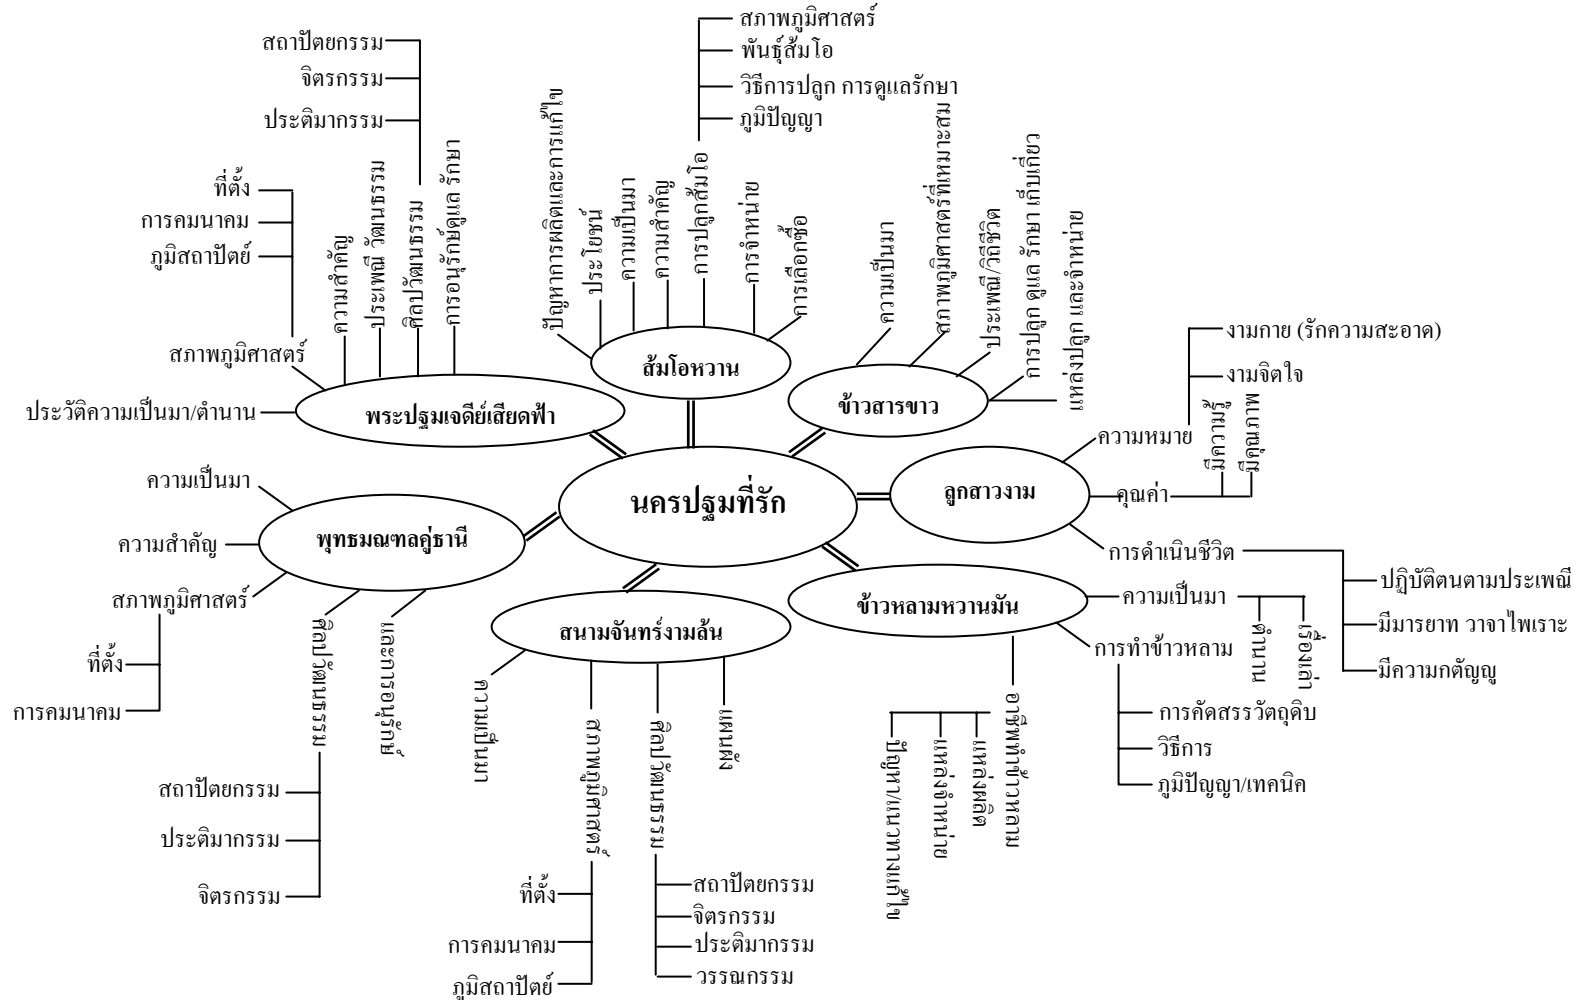 นครปฐมที่รัก
ส้มโอหวาน
ปัญหาการผลิตและการแก้ไข
ประโยชน์
ความเป็นมา
ความสำคัญ
การปลูกส้มโอ
สภาพภูมิศาสตร์
พันธุ์ส้มโอ
วิธีการปลูก การดูแลรักษา
ภูมิปัญญา
การจำหน่าย
การเลือกซื้อ
ข้าวสารขาว
ความเป็นมา
สภาพภูมิศาสตร์ที่เหมาะสม
ประเพณี/วิถีชีวิต
การปลูก ดูแล รักษา เก็บเกี่ยว
แหล่งปลูก และจำหน่าย
ลูกสาวงาม
ความหมาย
งามกาย (รักความสะอาด)
งามจิตใจ
คุณค่า
มีความรู้
มีคุณภาพ
การดำเนินชีวิต
ปฏิบัติตนตามประเพณี
มีมารยาท วาจาไพเราะ
มีความกตัญญู
ข้าวหลามหวานมัน
ความเป็นมา
ตำนาน
เรื่องเล่า
การทำข้าวหลาม
การคัดสรรวัตถุดิบ
วิธีการ
ภูมิปัญญา/เทคนิค
อาชีพทำข้าวหลาม
แหล่งผลิต
แหล่งจำหน่าย
ปัญหา/แนวทางแก้ไข
สนามจันทร์งามล้น
ความเป็นมา
สภาพภูมิศาสตร์
ที่ตั้ง
การคมนาคม
ภูมิสถาปัตย์
ศิลปวัฒนธรรม
สถาปัตยกรรม
จิตรกรรม
ประติมากรรม
วรรณกรรม
แผนผัง
พุทธมณฑลคู่ธานี
ความเป็นมา
ความสำคัญ
สภาพภูมิศาสตร์
ที่ตั้ง
การคมนาคม
ศิลปวัฒนธรรม
สถาปัตยกรรม
ประติมากรรม
จิตรกรรม
และการอนุรักษ์
พระปฐมเจดีย์เสียดฟ้า
ประวัติความเป็นมา/ตำนาน
สภาพภูมิศาสตร์
ที่ตั้ง
การคมนาคม
ภูมิสถาปัตย์
ความสำคัญ
ประเพณี วัฒนธรรม
ศิลปวัฒนธรรม
สถาปัตยกรรม
จิตรกรรม
ประติมากรรม
การอนุรักษ์ดูแล รักษา